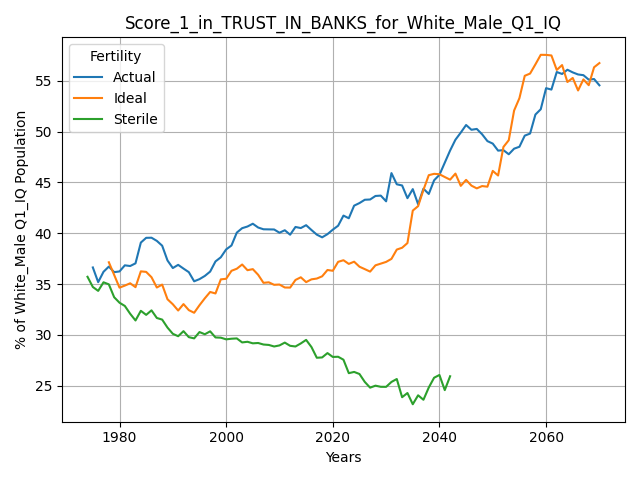 Score_1_in_TRUST_IN_BANKS_for_White_Male_Q1_IQ
Fertility
Actual
Ideal
Sterile
% of White_Male Q1_IQ Population
55
50
45
40
35
30
25
1980
2000
2020
2040
2060
Years